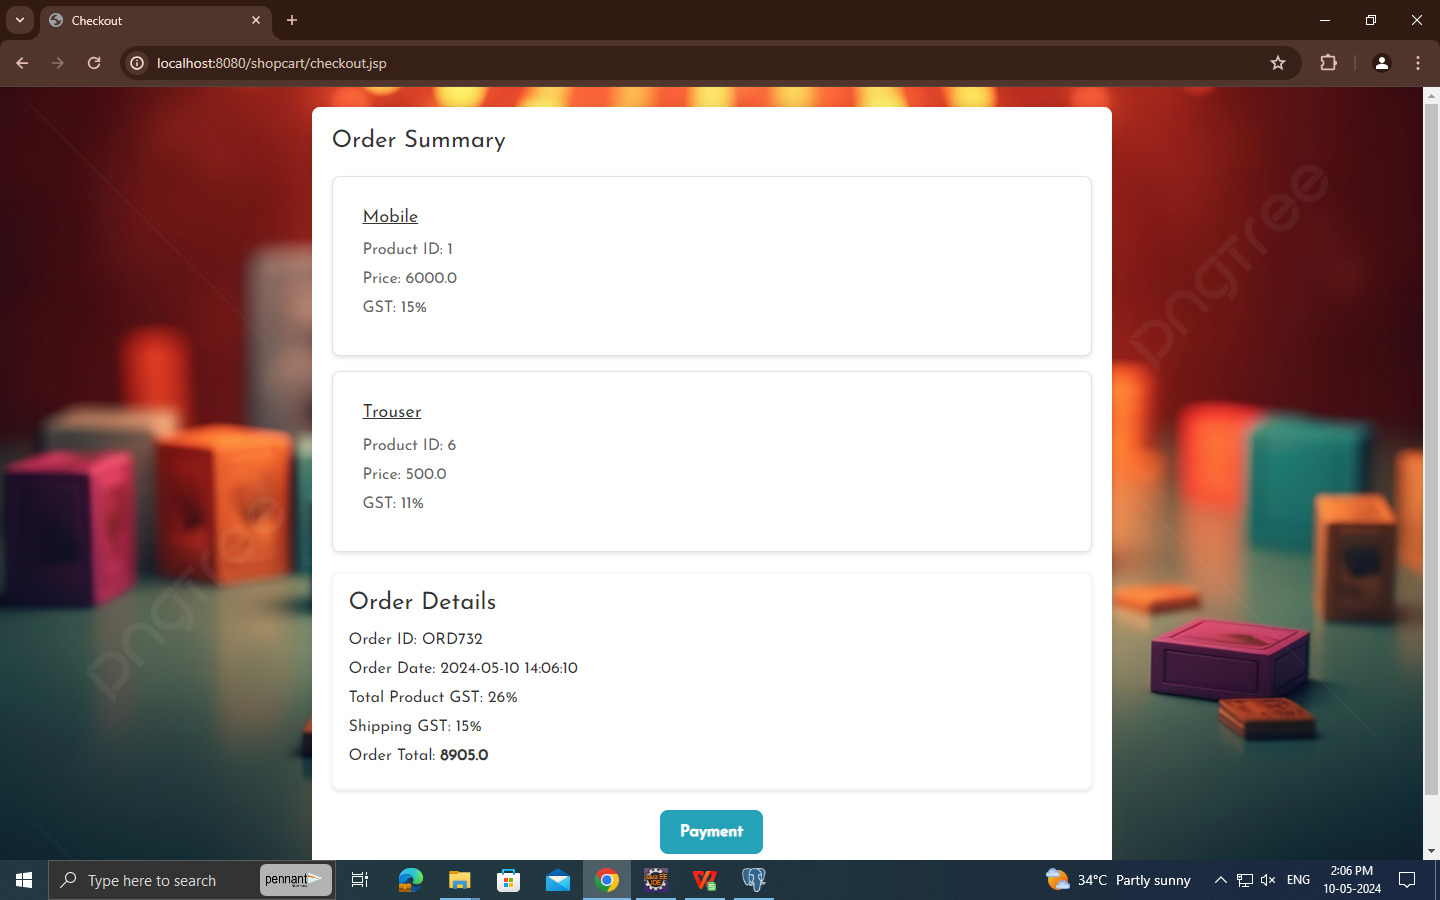 Checkout
localhost:8080/shopcart/checkout.jsp
Order Summary
Mobile
Product ID: 1
Price: 6000.0
GST: 15%
Trouser
Product ID: 6
Price: 500.0
GST: 11%
Order Details
Order ID: ORD732
Order Date: 2024-05-10 14:06:10
Total Product GST: 26%
Shipping GST: 15%
Order Total: 8905.0
Payment
pngtree
pngtree
Type here to search
pennant
34°C Partly sunny
ENG
2:06 PM
10-05-2024